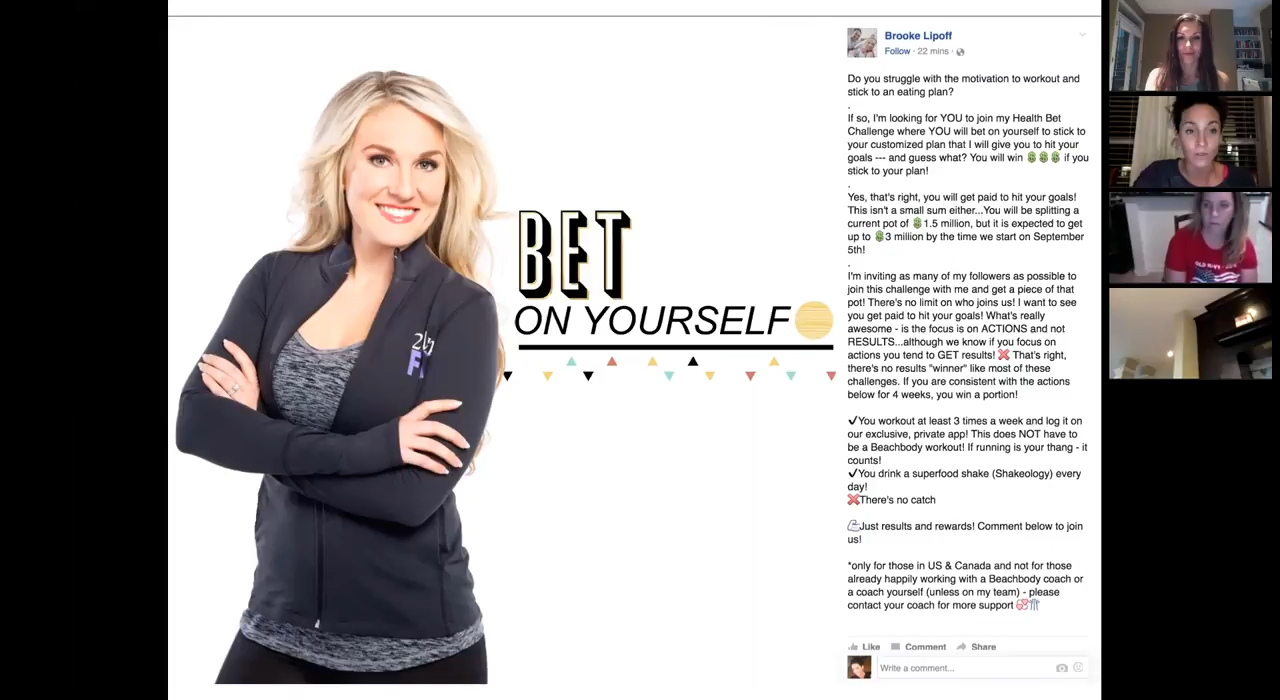 BET
ON YOURSELF
Brooke Lipoff
Follow · 22 mins ·
Do you struggle with the motivation to workout and
stick to an eating plan?
.
If so, I'm looking for YOU to join my Health Bet
Challenge where YOU will bet on yourself to stick to
your customized plan that I will give you to hit your
goals --- and guess what? You will win 💲💲💲 if you
stick to your plan!
.
Yes, that's right, you will get paid to hit your goals!
This isn't a small sum either...You will be splitting a
current pot of 💲1.5 million, but it is expected to get
up to 💲3 million by the time we start on September
5th!
.
I'm inviting as many of my followers as possible to
join this challenge with me and get a piece of that
pot! There's no limit on who joins us! I want to see
you get paid to hit your goals! What's really
awesome - is the focus is on ACTIONS and not
RESULTS...although we know if you focus on
actions you tend to GET results! ❌ That's right,
there's no results "winner" like most of these
challenges. If you are consistent with the actions
below for 4 weeks, you win a portion!
✔You workout at least 3 times a week and log it on
our exclusive, private app! This does NOT have to
be a Beachbody workout! If running is your thang - it
counts!
✔You drink a superfood shake (Shakeology) every
day!
❌There's no catch
💪Just results and rewards! Comment below to join
us!
*only for those in US & Canada and not for those
already happily working with a Beachbody coach or
a coach yourself (unless on my team) - please
contact your coach for more support
Like Comment Share
Write a comment...